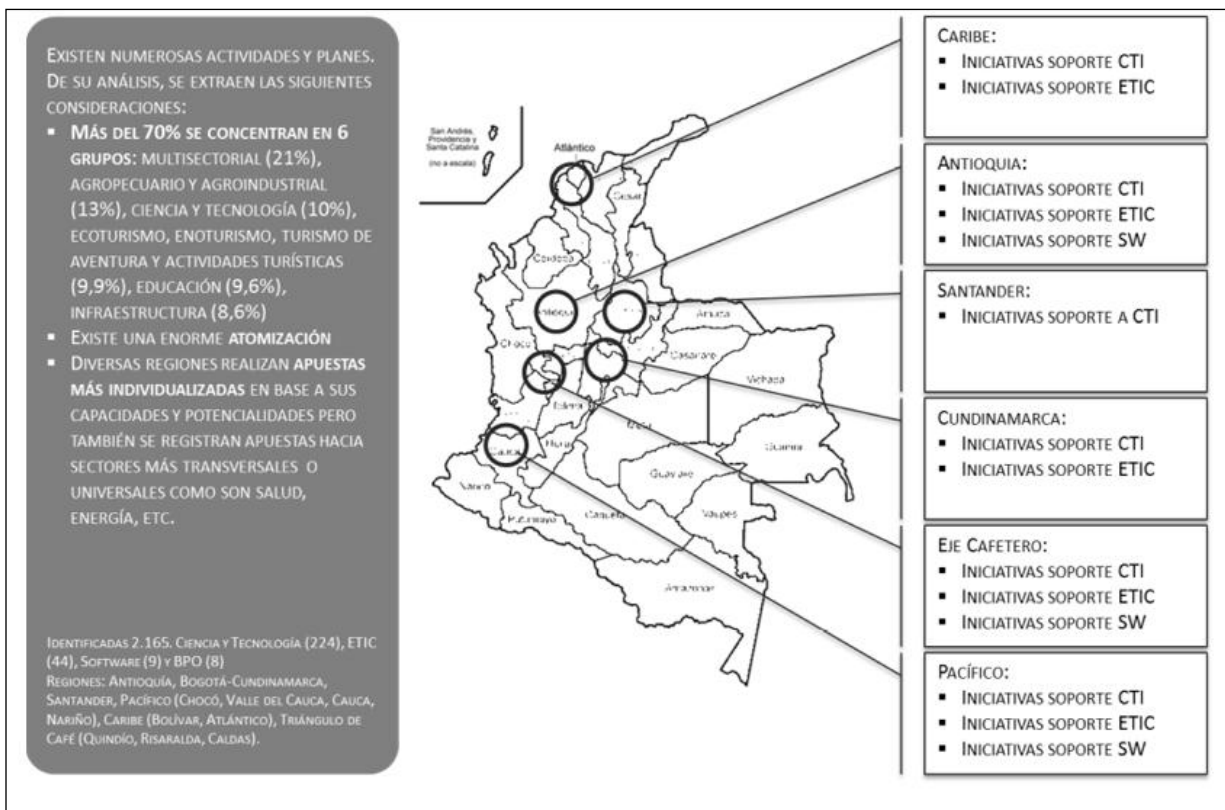 EXISTEN NUMEROSAS ACTIVIDADES Y PLANES.
DE SU ANÁLISIS, SE EXTRAEN LAS SIGUIENTES
CONSIDERACIONES:
▪ MÁS DEL 70% SE CONCENTRAN EN 6
GRUPOS: MULTISECTORIAL (21%),
AGROPECUARIO Y AGROINDUSTRIAL
(13%), CIENCIA Y TECNOLOGÍA (10%),
ECOTURISMO, ENOTURISMO, TURISMO DE
AVENTURA Y ACTIVIDADES TURÍSTICAS
(9,9%), EDUCACIÓN (9,6%),
INFRAESTRUCTURA (8,6%)
▪ EXISTE UNA ENORME ATOMIZACIÓN
▪ DIVERSAS REGIONES REALIZAN APUESTAS
MÁS INDIVIDUALIZADAS EN BASE A SUS
CAPACIDADES Y POTENCIALIDADES PERO
TAMBIÉN SE REGISTRAN APUESTAS HACIA
SECTORES MÁS TRANSVERSALES O
UNIVERSALES COMO SON SALUD,
ENERGÍA, ETC.
IDENTIFICADAS 2.165. CIENCIA Y TECNOLOGÍA (224), ETIC
(44), SOFTWARE (9) Y BPO (8)
REGIONES: ANTIOQUÍA, BOGOTÁ-CUNDINAMARCA,
SANTANDER, PACÍFICO (CHOCÓ, VALLE DEL CAUCA, CAUCA,
NARIÑO), CARIBE (BOLÍVAR, ATLÁNTICO), TRIÁNGULO DE
CAFÉ (QUINDÍO, RISARALDA, CALDAS).
San Andrés,
Providencia y
Santa Catalina
(no a escala)
Atlántico
Cesar
Córdoba
Arauca
Chocó
Casanare
Vichada
Meta
Guainía
Cauca
Guaviare
Nariño
Putumayo
Caquetá
Vaupes
Amazonas
CARIBE:
▪ INICIATIVAS SOPORTE CTI
▪ INICIATIVAS SOPORTE ETIC
ANTIOQUIA:
▪ INICIATIVAS SOPORTE CTI
▪ INICIATIVAS SOPORTE ETIC
▪ INICIATIVAS SOPORTE SW
SANTANDER:
▪ INICIATIVAS SOPORTE A CTI
CUNDINAMARCA:
▪ INICIATIVAS SOPORTE CTI
▪ INICIATIVAS SOPORTE ETIC
EJE CAFETERO:
▪ INICIATIVAS SOPORTE CTI
▪ INICIATIVAS SOPORTE ETIC
▪ INICIATIVAS SOPORTE SW
PACÍFICO:
▪ INICIATIVAS SOPORTE CTI
▪ INICIATIVAS SOPORTE ETIC
▪ INICIATIVAS SOPORTE SW